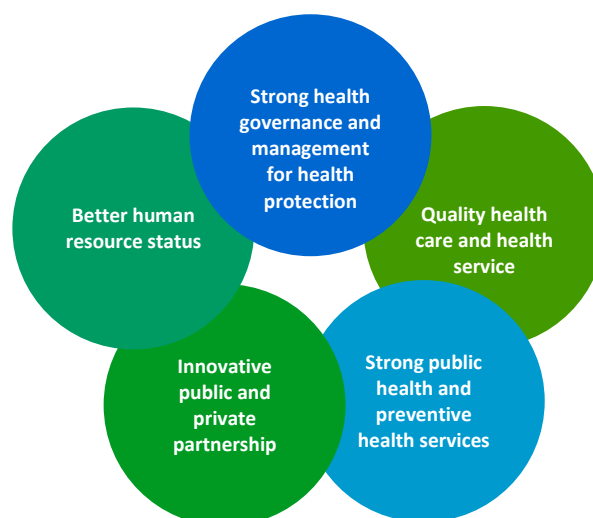 Strong health
governance and
management
for health
protection
Better human
resource status
Quality health
care and health
service
Innovative
public and
private
partnership
Strong public
health and
preventive
health services